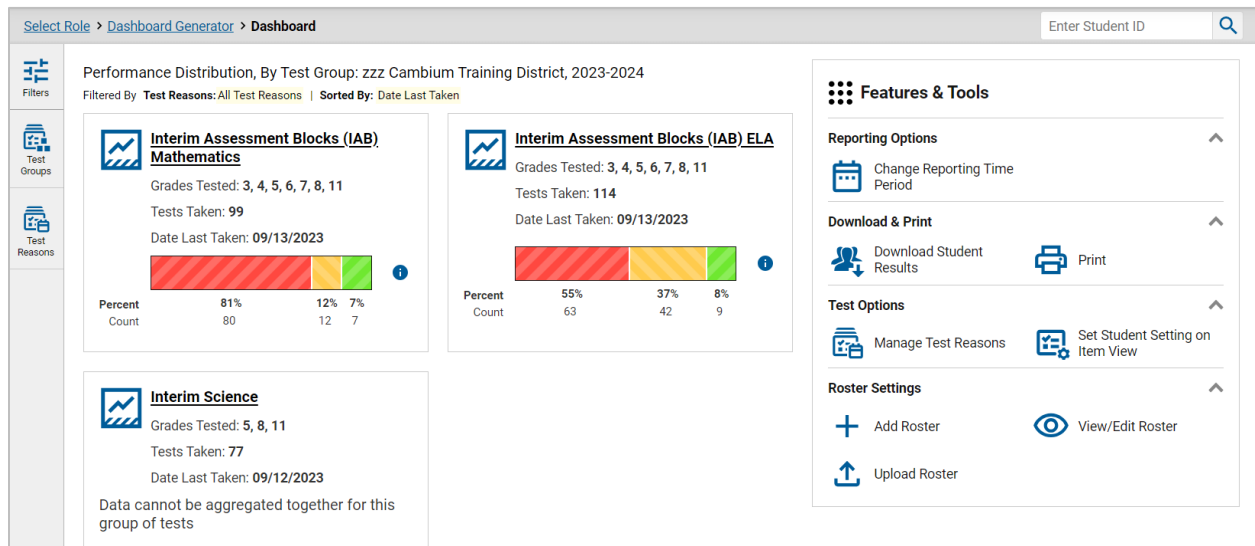 Select Role > Dashboard Generator > Dashboard
Enter Student ID
Filters
Test
Groups
Test
Reasons
Performance Distribution, By Test Group: zzz Cambium Training District, 2023-2024
Filtered By Test Reasons: All Test Reasons | Sorted By: Date Last Taken
Interim Assessment Blocks (IAB)
Mathematics
Grades Tested: 3, 4, 5, 6, 7, 8, 11
Tests Taken: 99
Date Last Taken: 09/13/2023
Percent 81% 12% 7%
Count 80 12 7
Interim Assessment Blocks (IAB) ELA
Grades Tested: 3, 4, 5, 6, 7, 8, 11
Tests Taken: 114
Date Last Taken: 09/13/2023
Percent 55% 37% 8%
Count 63 42 9
Interim Science
Grades Tested: 5, 8, 11
Tests Taken: 77
Date Last Taken: 09/12/2023
Data cannot be aggregated together for this
group of tests
Features & Tools
Reporting Options
Change Reporting Time
Period
Download & Print
Download Student
Results
Print
Test Options
Manage Test Reasons
Set Student Setting on
Item View
Roster Settings
Add Roster
View/Edit Roster
Upload Roster